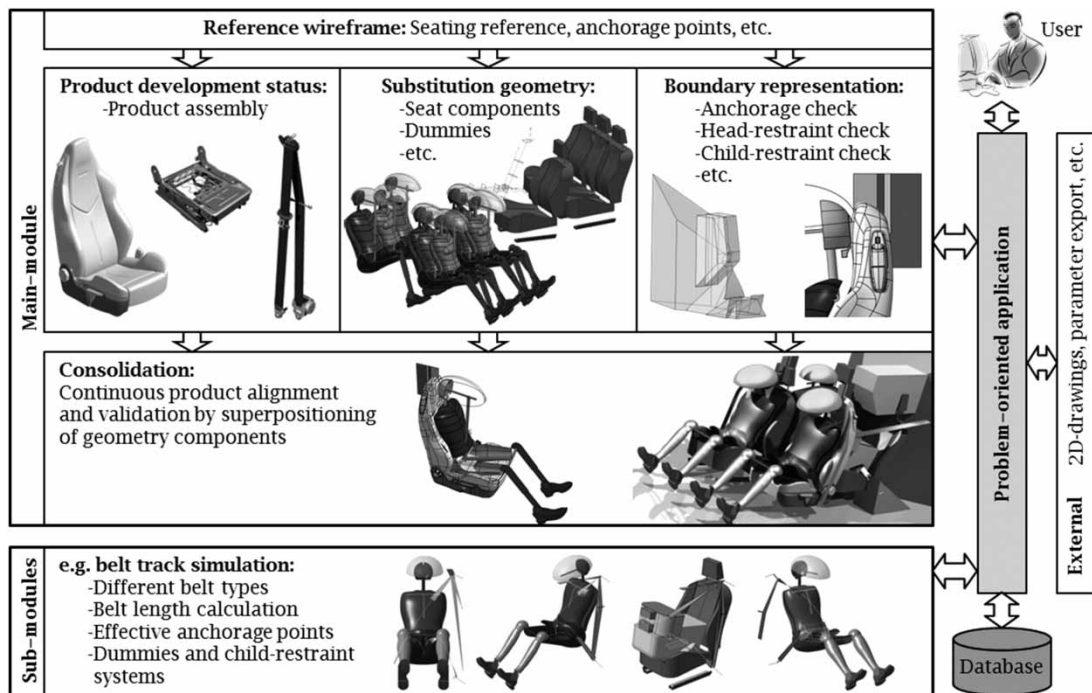 Reference wireframe: Seating reference, anchorage points, etc.
User
Main–module
Product development status:
-Product assembly
Substitution geometry:
-Seat components
-Dummies
-etc.
Boundary representation:
-Anchorage check
-Head-restraint check
-Child-restraint check
-etc.
Consolidation:
Continuous product alignment
and validation by superpositioning
of geometry components
Sub–modules
e.g. belt track simulation:
-Different belt types
-Belt length calculation
-Effective anchorage points
-Dummies and child-restraint
systems
Problem–oriented application
External 2D-drawings, parameter export, etc.
Database